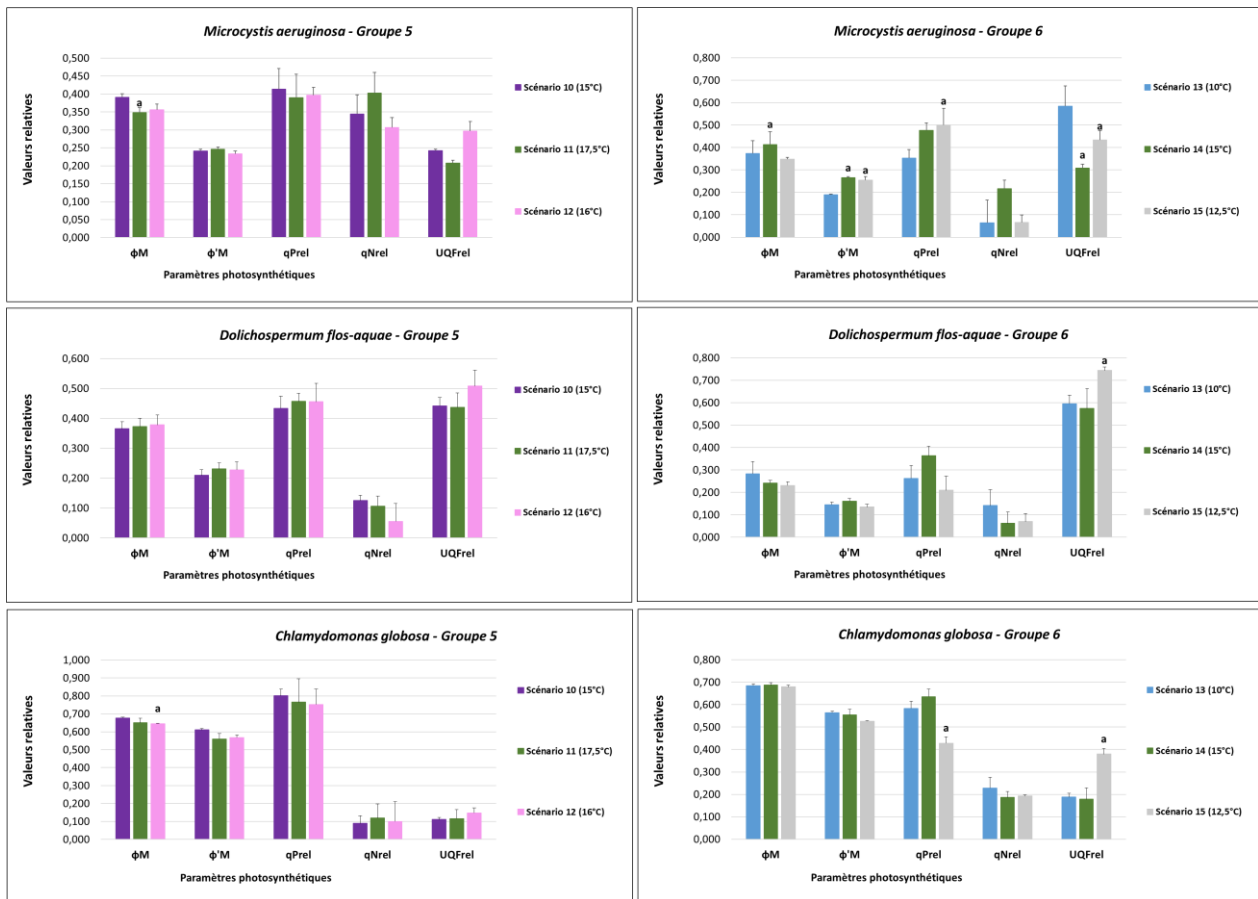 Microcystis aeruginosa - Groupe 5
Valeurs relatives
0,500
0,450
0,400
0,350
0,300
0,250
0,200
0,150
0,100
0,050
0,000
a
ɸM
ɸ'M
qPrel
qNrel
UQFrel
Paramètres photosynthétiques
Scénario 10 (15°C)
Scénario 11 (17,5°C)
Scénario 12 (16°C)
Microcystis aeruginosa - Groupe 6
Valeurs relatives
0,800
0,700
0,600
0,500
0,400
0,300
0,200
0,100
0,000
a
a
a
a
a
a
ɸM
ɸ'M
qPrel
qNrel
UQFrel
Paramètres photosynthétiques
Scénario 13 (10°C)
Scénario 14 (15°C)
Scénario 15 (12,5°C)
Dolichospermum flos-aquae - Groupe 5
Valeurs relatives
0,600
0,500
0,400
0,300
0,200
0,100
0,000
ɸM
ɸ'M
qPrel
qNrel
UQFrel
Paramètres photosynthétiques
Scénario 10 (15°C)
Scénario 11 (17,5°C)
Scénario 12 (16°C)
Dolichospermum flos-aquae - Groupe 6
Valeurs relatives
0,800
0,700
0,600
0,500
0,400
0,300
0,200
0,100
0,000
a
ɸM
ɸ'M
qPrel
qNrel
UQFrel
Paramètres photosynthétiques
Scénario 13 (10°C)
Scénario 14 (15°C)
Scénario 15 (12,5°C)
Chlamydomonas globosa - Groupe 5
Valeurs relatives
1,000
0,900
0,800
0,700
0,600
0,500
0,400
0,300
0,200
0,100
0,000
a
ɸM
ɸ'M
qPrel
qNrel
UQFrel
Paramètres photosynthétiques
Scénario 10 (15°C)
Scénario 11 (17,5°C)
Scénario 12 (16°C)
Chlamydomonas globosa - Groupe 6
Valeurs relatives
0,800
0,700
0,600
0,500
0,400
0,300
0,200
0,100
0,000
a
a
ɸM
ɸ'M
qPrel
qNrel
UQFrel
Paramètres photosynthétiques
Scénario 13 (10°C)
Scénario 14 (15°C)
Scénario 15 (12,5°C)